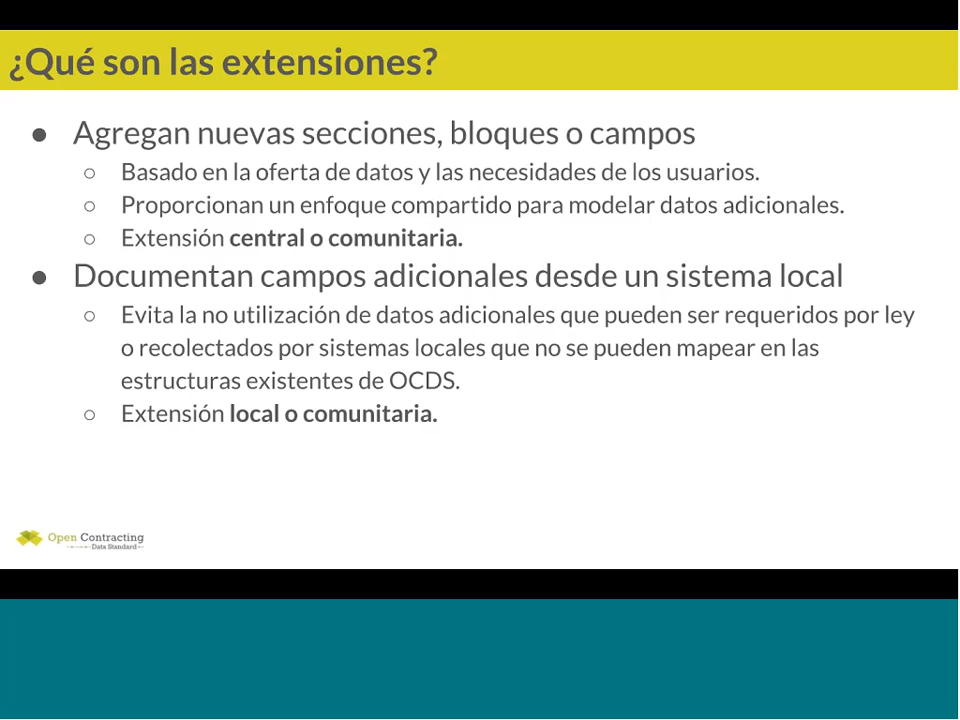 ¿Qué son las extensiones?
● Agregan nuevas secciones, bloques o campos
○ Basado en la oferta de datos y las necesidades de los usuarios.
○ Proporcionan un enfoque compartido para modelar datos adicionales.
○ Extensión central o comunitaria.
● Documentan campos adicionales desde un sistema local
○ Evita la no utilización de datos adicionales que pueden ser requeridos por ley
o recolectados por sistemas locales que no se pueden mapear en las
estructuras existentes de OCDS.
○ Extensión local o comunitaria.
Open Contracting
Data Standard